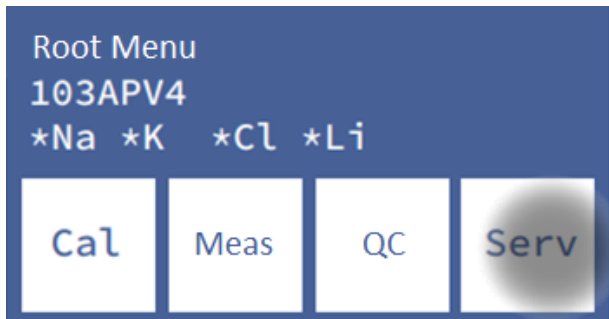 Root Menu
103APV4
*Na *K *Cl *Li
Cal Meas QC Serv